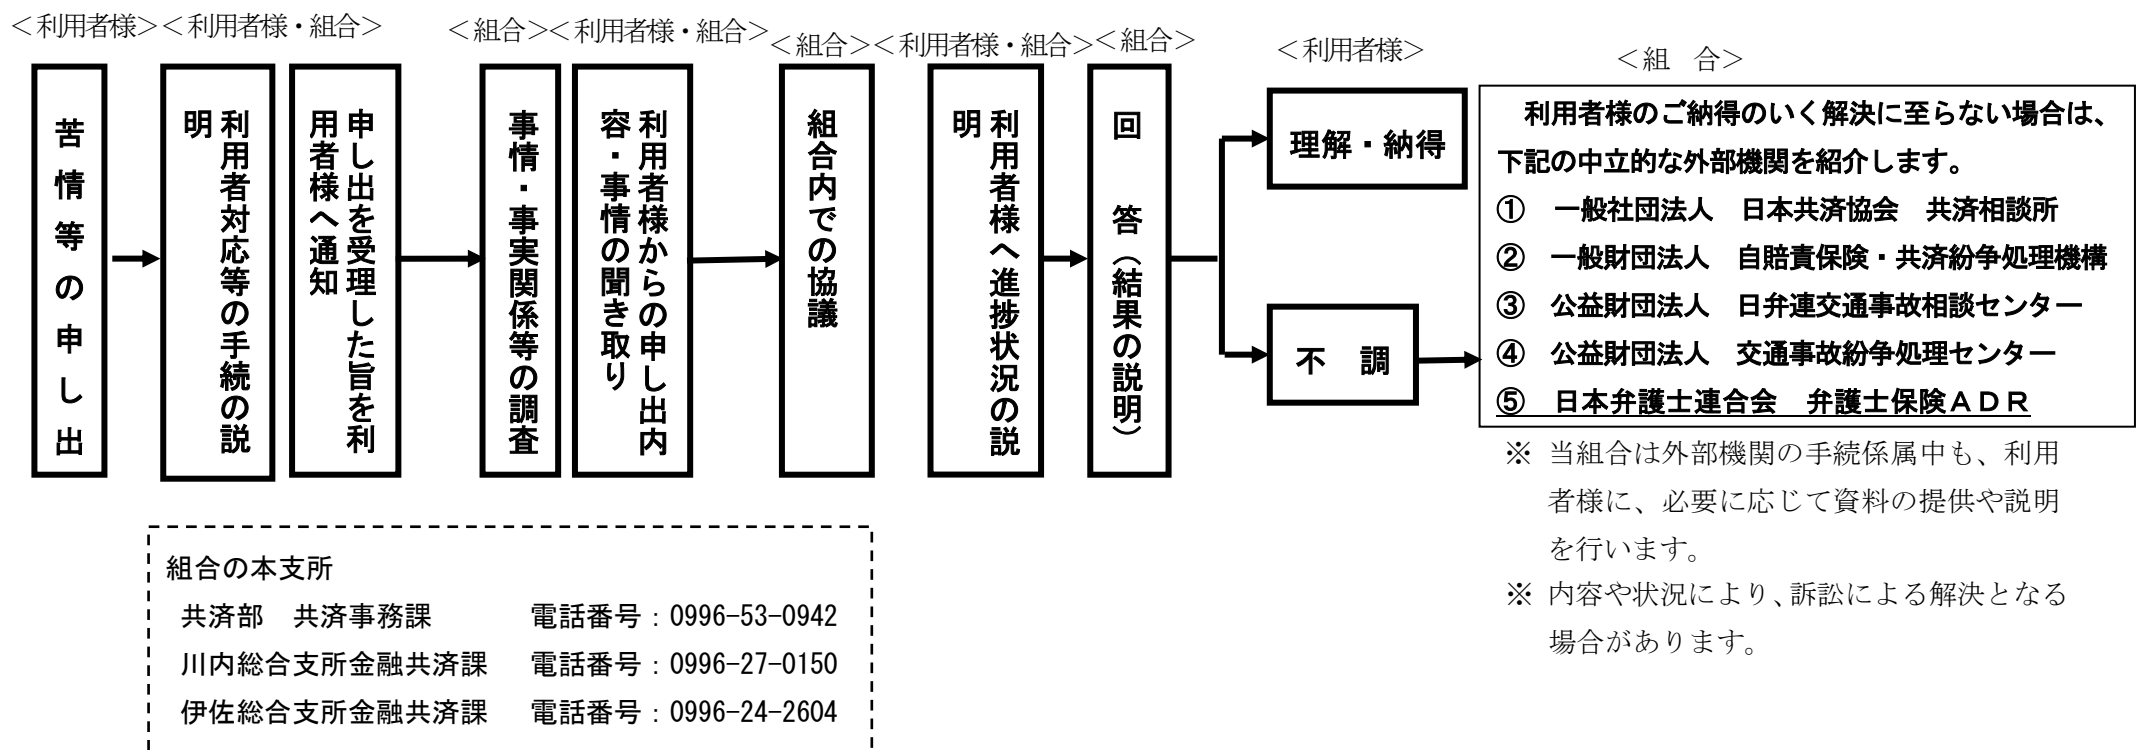 ＜利用者様＞
＜利用者様・組合＞
＜組合＞
＜利用者様・組合＞
＜組合＞
＜利用者様・組合＞
＜組合＞
＜利用者様＞
＜組　合＞
苦情等の申し出
利用者対応等の手続の説
明
申し出を受理した旨を利
用者様へ通知
事情・事実関係等の調査
利用者様からの申し出内
容・事情の聞き取り
組合内での協議
利用者様へ進捗状況の説
明
回　答（結果の説明）
理解・納得
不　調
利用者様のご納得のいく解決に至らない場合は、
下記の中立的な外部機関を紹介します。
①　一般社団法人　日本共済協会　共済相談所
②　一般財団法人　自賠責保険・共済紛争処理機構
③　公益財団法人　日弁連交通事故相談センター
④　公益財団法人　交通事故紛争処理センター
⑤　日本弁護士連合会　弁護士保険ＡＤＲ
※ 当組合は外部機関の手続係属中も、利用
者様に、必要に応じて資料の提供や説明
を行います。
※ 内容や状況により、訴訟による解決となる
場合があります。
組合の本支所
共済部　共済事務課　電話番号：0996-53-0942
川内総合支所金融共済課　電話番号：0996-27-0150
伊佐総合支所金融共済課　電話番号：0996-24-2604